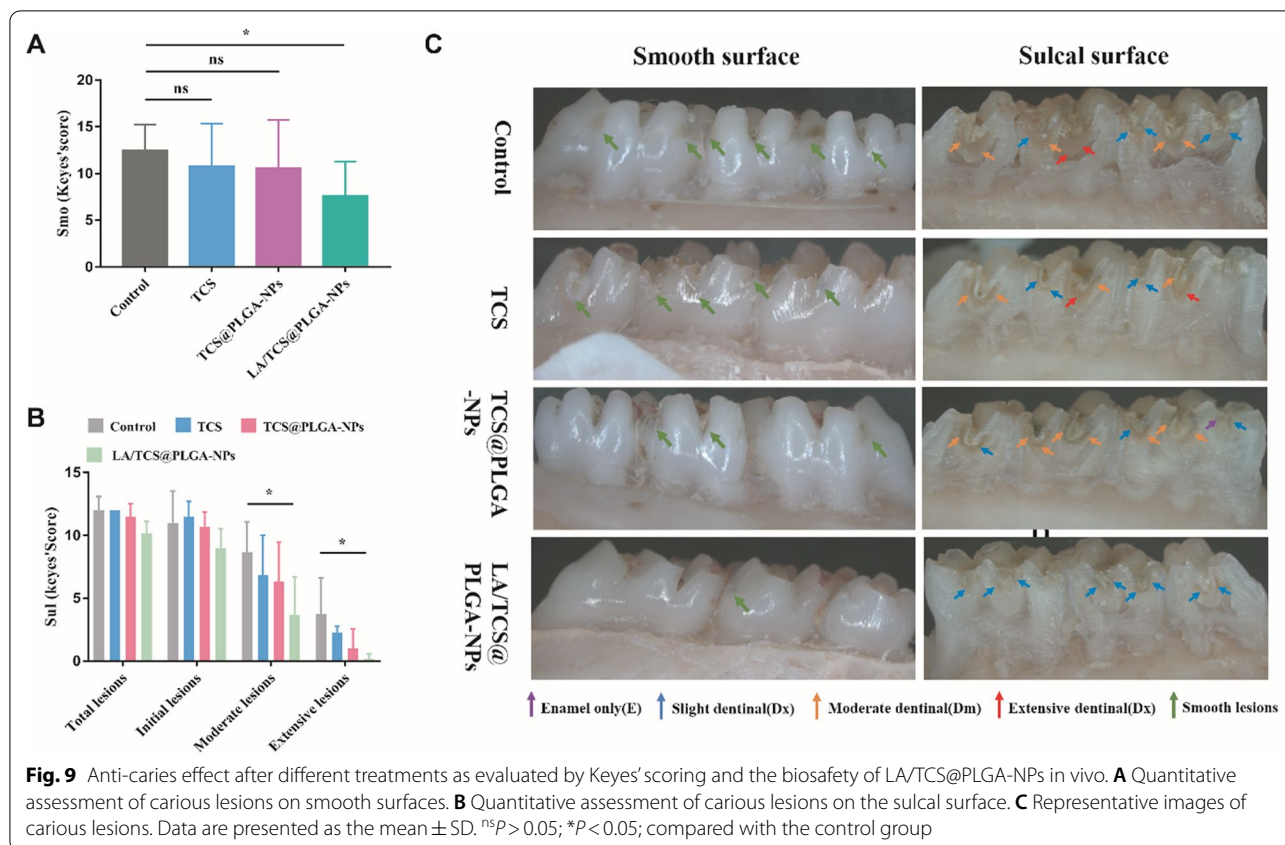 A
*
ns
ns
Smo (Keyes'score)
20
15
10
5
0
Control
TCS
TCS@PLGA-NPs
LA/TCS@PLGA-NPs
B
Control
TCS
TCS@PLGA-NPs
LA/TCS@PLGA-NPs
Sul (keyes'Score)
15
10
5
0
*
*
Total lesions
Initial lesions
Moderate lesions
Extensive lesions
C
Smooth surface
Sulcal surface
Control
TCS
TCS@PLGA
-NPs
LA/TCS@
PLGA-NPs
Enamel only(E)
Slight dentinal(Dx)
Moderate dentinal(Dm)
Extensive dentinal(Dx)
Smooth lesions
Fig. 9 Anti-caries effect after different treatments as evaluated by Keyes' scoring and the biosafety of LA/TCS@PLGA-NPs in vivo. A Quantitative
assessment of carious lesions on smooth surfaces. B Quantitative assessment of carious lesions on the sulcal surface. C Representative images of
carious lesions. Data are presented as the mean ± SD. nsP > 0.05; *P < 0.05; compared with the control group